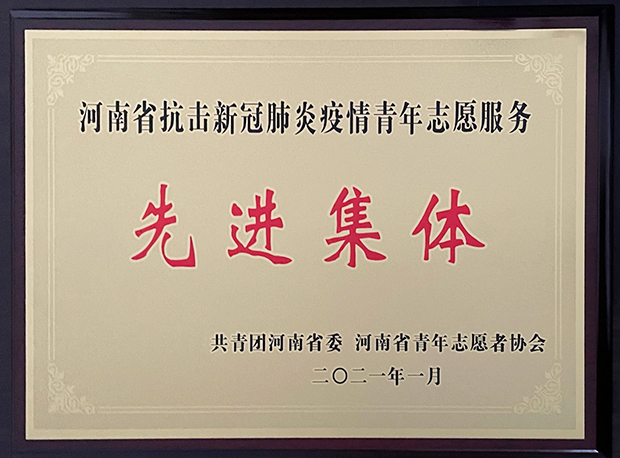 河南省抗击新冠肺炎疫情青年志愿服务
先进集体
共青团河南省委 河南省青年志愿者协会
二〇二一年一月